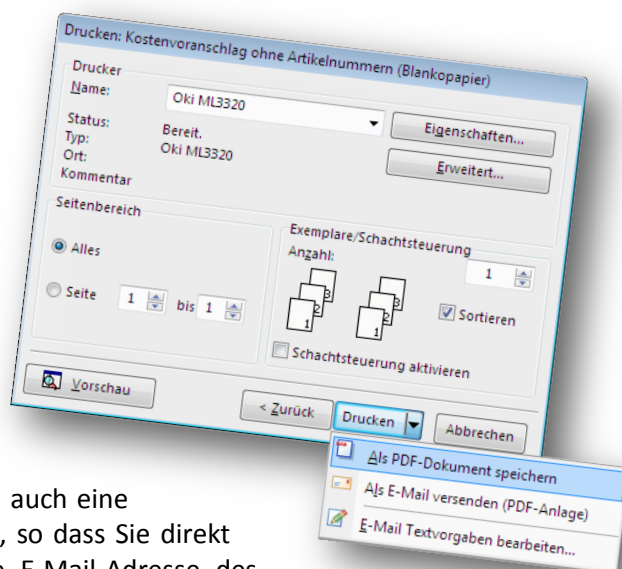 Drucken: Kostenvoranschlag ohne Artikelnummern (Blankopapier)
Drucker
Name:
Oki ML3320
Eigenschaften...
Status:
Bereit.
Typ:
Oki ML3320
Erweitert...
Ort:
Kommentar
Seitenbereich
Alles
Seite 1 bis 1
Exemplare/Schachtsteuerung
Anzahl:
1
1 2 3
1 2 3
Sortieren
Schachtsteuerung aktivieren
Vorschau
< Zurück
Drucken
Abbrechen
Als PDF-Dokument speichern
Als E-Mail versenden (PDF-Anlage)
E-Mail Textvorgaben bearbeiten...
auch eine
, so dass Sie direkt
E-Mail Adresse des